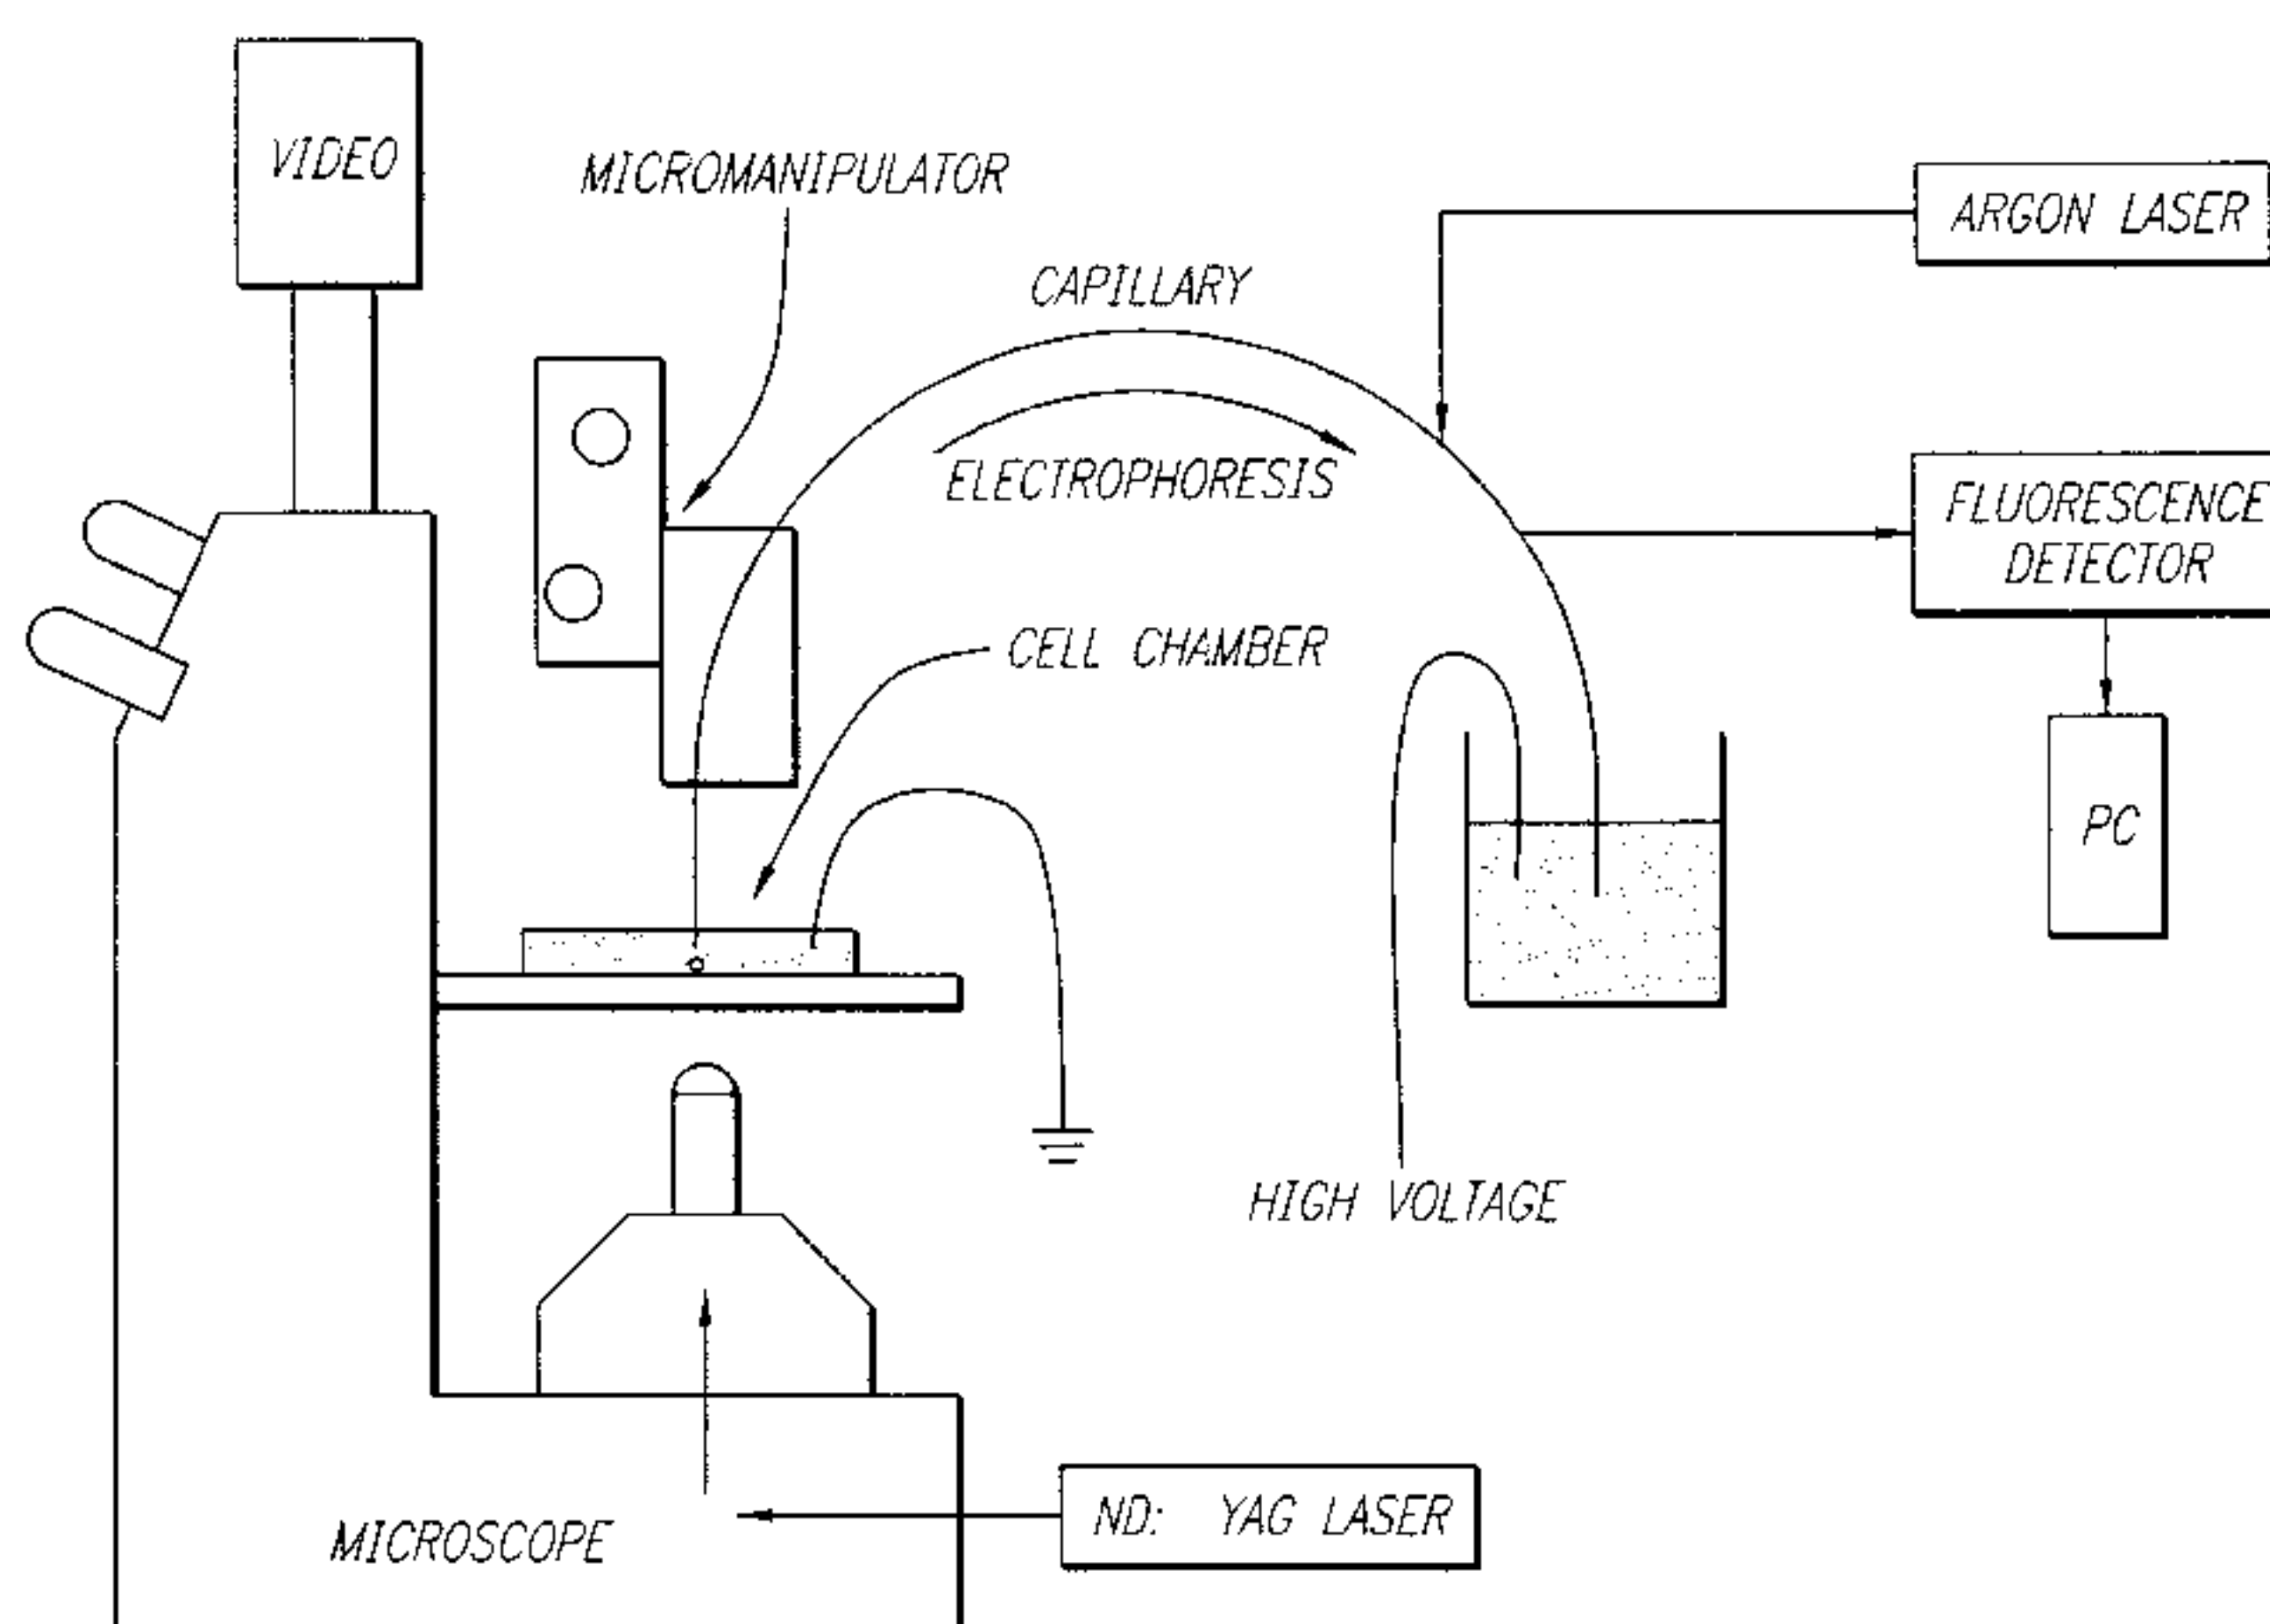 VIDEO
MICROMANIPULATOR
ARGON LASER
CAPILLARY
ELECTROPHORESIS
FLUORESCENCE
DETECTOR
CELL CHAMBER
PC
HIGH VOLTAGE
ND: YAG LASER
MICROSCOPE